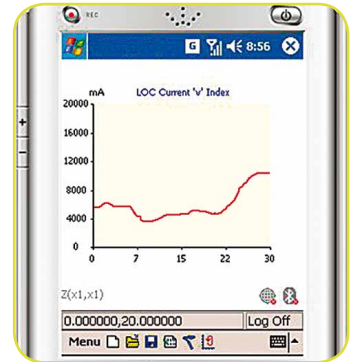 REC
G 8:56
mA LOC Current 'v' Index
20000
16000
12000
8000
4000
0
0 7 15 22 30
Z(x1,x1)
0.000000,20.000000 Log Off
Menu
+
−